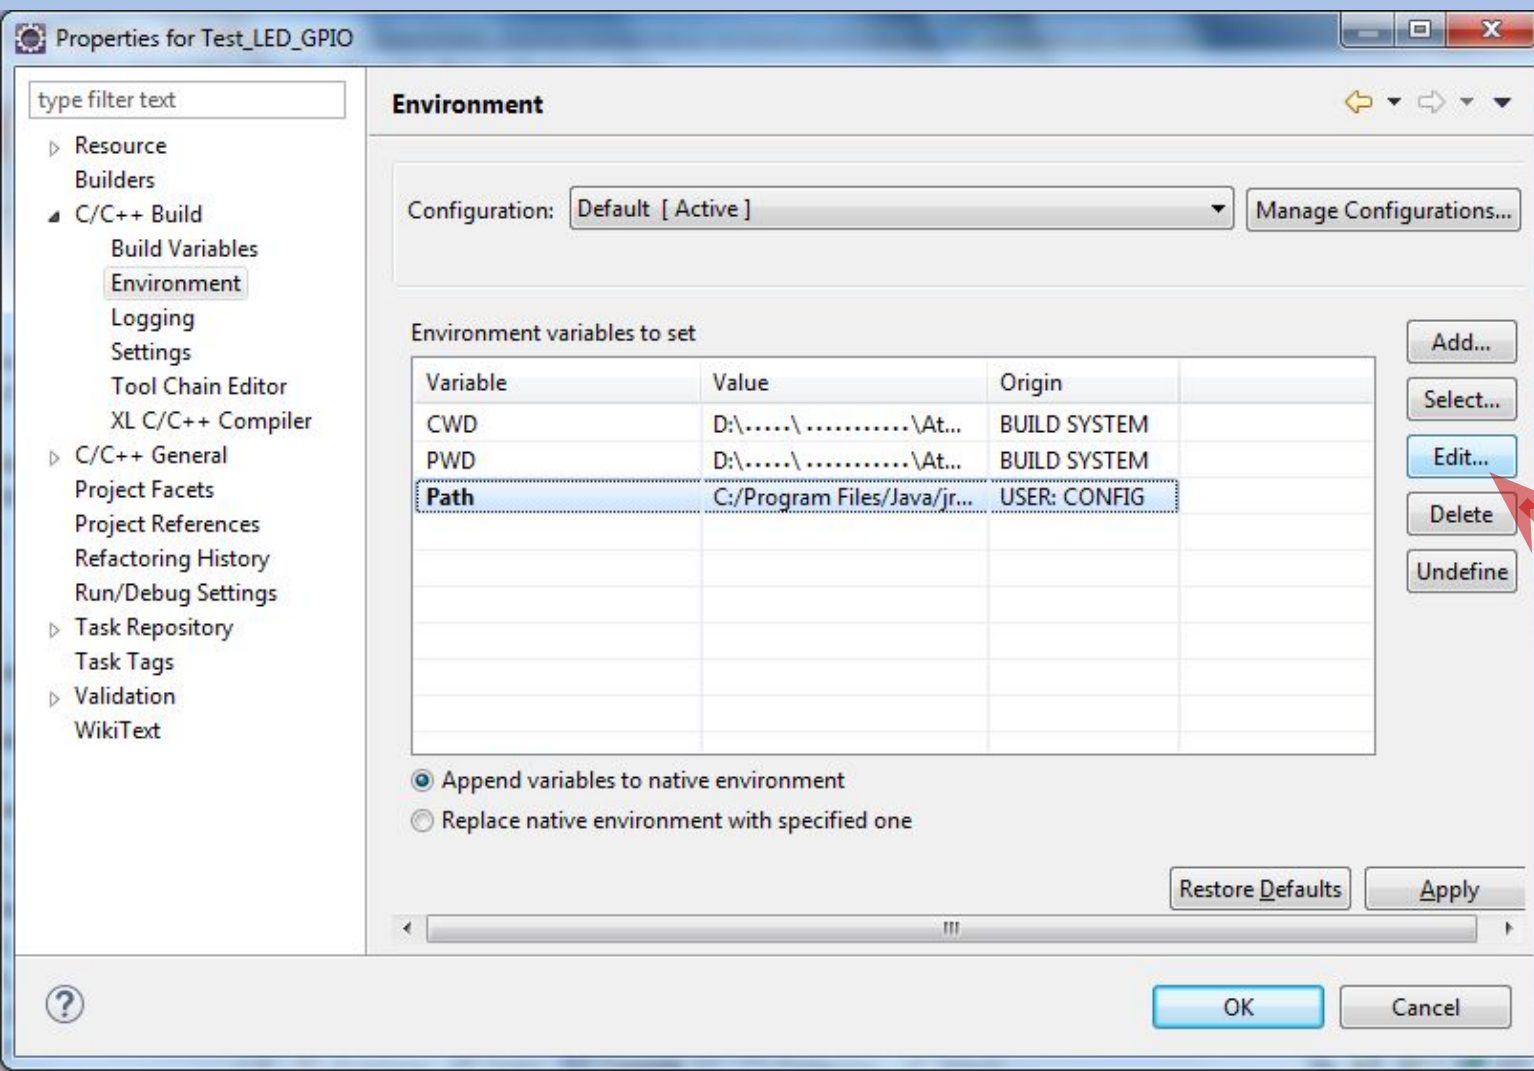 Properties for Test_LED_GPIO
type filter text
Resource
Builders
C/C++ Build
Build Variables
Environment
Logging
Settings
Tool Chain Editor
XL C/C++ Compiler
C/C++ General
Project Facets
Project References
Refactoring History
Run/Debug Settings
Task Repository
Task Tags
Validation
WikiText
Environment
Configuration: Default [ Active ] Manage Configurations...
Environment variables to set
Variable Value Origin
CWD D:\.....\ ...........\At... BUILD SYSTEM
PWD D:\.....\ ...........\At... BUILD SYSTEM
Path C:/Program Files/Java/jr... USER: CONFIG
Add...
Select...
Edit...
Delete
Undefine
Append variables to native environment
Replace native environment with specified one
Restore Defaults Apply
OK Cancel